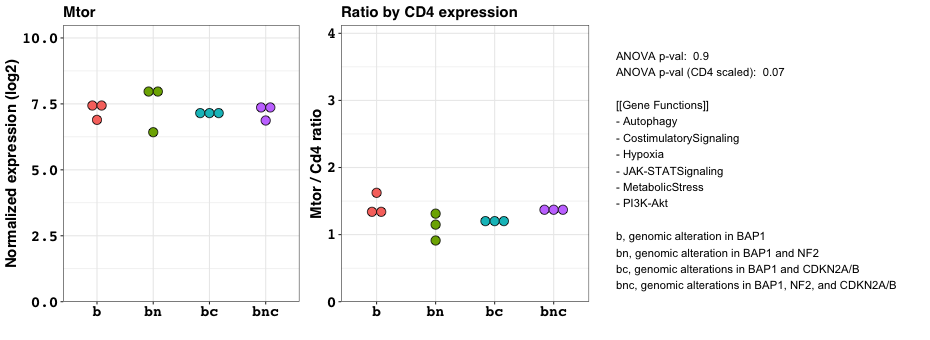 Mtor
Normalized expression (log2)
10.0
7.5
5.0
2.5
0.0
b bn bc bnc
Ratio by CD4 expression
Mtor / Cd4 ratio
4
3
2
1
0
b bn bc bnc
ANOVA p-val: 0.9
ANOVA p-val (CD4 scaled): 0.07
[[Gene Functions]]
- Autophagy
- CostimulatorySignaling
- Hypoxia
- JAK-STATSignaling
- MetabolicStress
- PI3K-Akt
b, genomic alteration in BAP1
bn, genomic alteration in BAP1 and NF2
bc, genomic alterations in BAP1 and CDKN2A/B
bnc, genomic alterations in BAP1, NF2, and CDKN2A/B